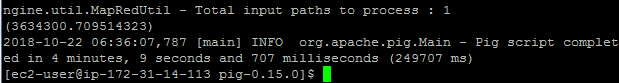 ngine.util.MapRedUtil - Total input paths to process : 1
(3634300.709514323)
2018-10-22 06:36:07,787 [main] INFO  org.apache.pig.Main - Pig script complet
ed in 4 minutes, 9 seconds and 707 milliseconds (249707 ms)
[ec2-user@ip-172-31-14-113 pig-0.15.0]$